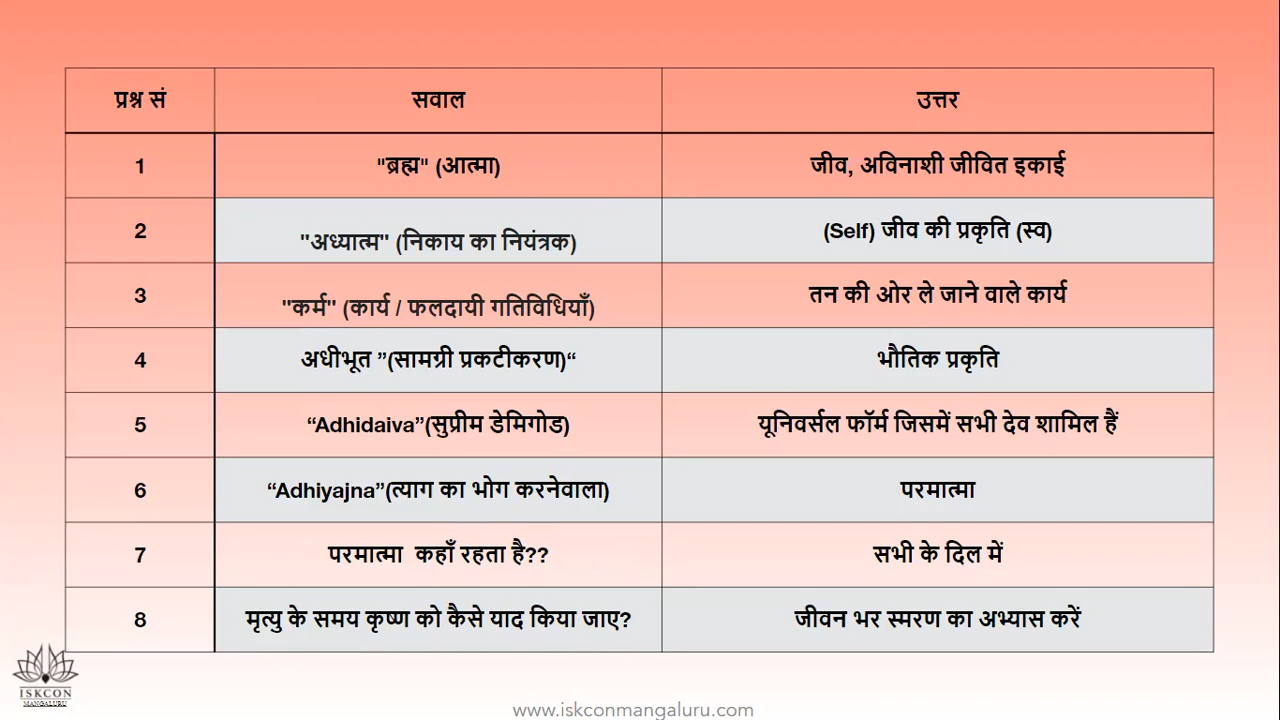 प्रश्न सं सवाल उत्तर
1 "ब्रह्म" (आत्मा) जीव, अविनाशी जीवित इकाई
2 "अध्यात्म" (निकाय का नियंत्रक) (Self) जीव की प्रकृति (स्व)
3 "कर्म" (कार्य / फलदायी गतिविधियाँ) तन की ओर ले जाने वाले कार्य
4 अधीभूत ”(सामग्री प्रकटीकरण)“ भौतिक प्रकृति
5 “Adhidaiva”(सुप्रीम डेमिगोड) यूनिवर्सल फॉर्म जिसमें सभी देव शामिल हैं
6 “Adhiyajna”(त्याग का भोग करनेवाला) परमात्मा
7 परमात्मा कहाँ रहता है?? सभी के दिल में
8 मृत्यु के समय कृष्ण को कैसे याद किया जाए? जीवन भर स्मरण का अभ्यास करें
ISKCON
MANGALURU
www.iskconmangaluru.com